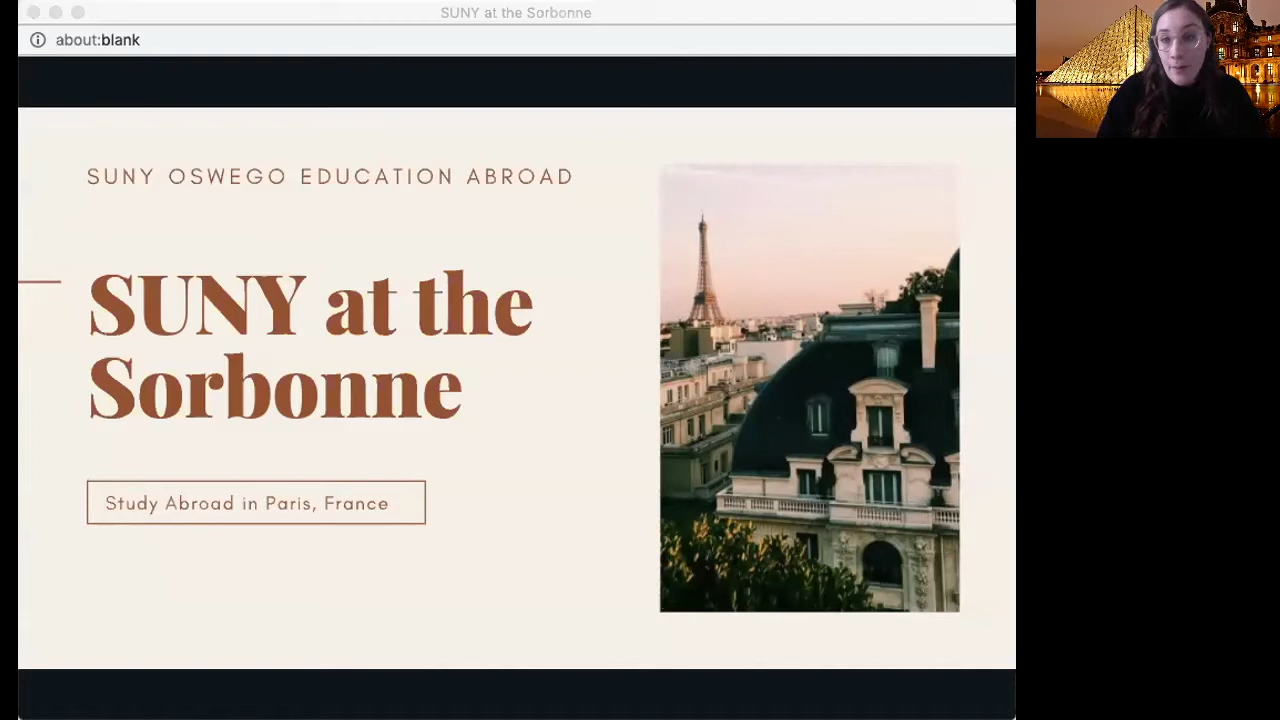 SUNY at the Sorbonne
about:blank
SUNY OSWEGO EDUCATION ABROAD
SUNY at the
Sorbonne
Study Abroad in Paris, France